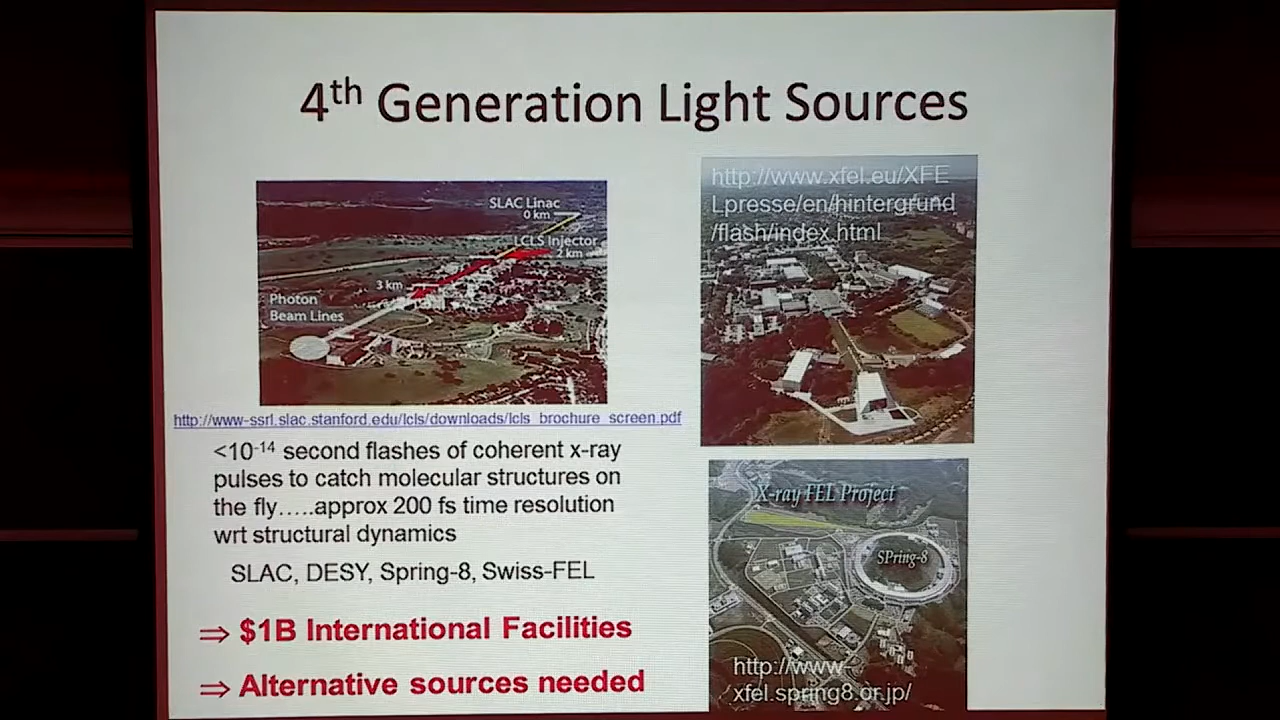 4th Generation Light Sources
SLAC Linac
0 km
LCLS Injector
2 km
3 km
Photon
Beam Lines
http://www-ssrl.slac.stanford.edu/lcls/downloads/lcls_brochure_screen.pdf
<10-14 second flashes of coherent x-ray
pulses to catch molecular structures on
the fly…..approx 200 fs time resolution
wrt structural dynamics
SLAC, DESY, Spring-8, Swiss-FEL
⇒ $1B International Facilities
⇒ Alternative sources needed
http://www.xfel.eu/XFE
Lpresse/en/hintergrund
/flash/index.html
X-ray FEL Project
SPring-8
http://www-
xfel.spring8.or.jp/